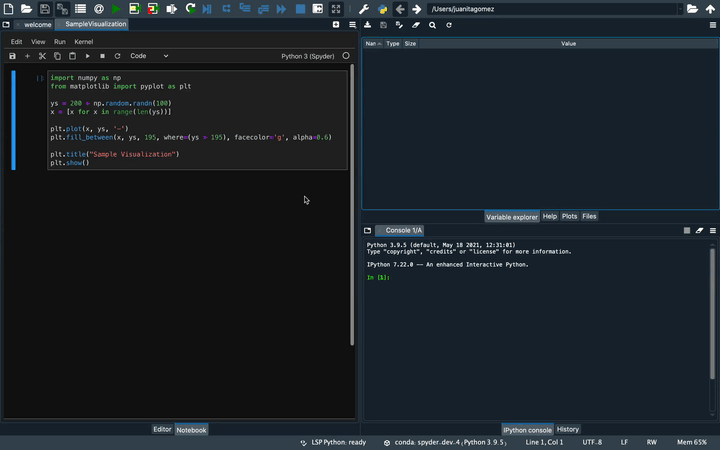 /Users/juanitagomez
welcome
SampleVisualization
Edit View Run Kernel
Code
Python 3 (Spyder)
[ ]
import numpy as np
from matplotlib import pyplot as plt
ys = 200 + np.random.randn(100)
x = [x for x in range(len(ys))]
plt.plot(x, ys, '-')
plt.fill_between(x, ys, 195, where=(ys > 195), facecolor='g', alpha=0.6)
plt.title("Sample Visualization")
plt.show()
Editor Notebook
Type Size Value
Variable explorer Help Plots Files
Console 1/A
Python 3.9.5 (default, May 18 2021, 12:31:01)
Type "copyright", "credits" or "license" for more information.
IPython 7.22.0 -- An enhanced Interactive Python.
In [1]:
IPython console History
LSP Python: ready conda: spyder.dev.4 (Python 3.9.5) Line 1, Col 1 UTF-8 LF RW Mem 65%